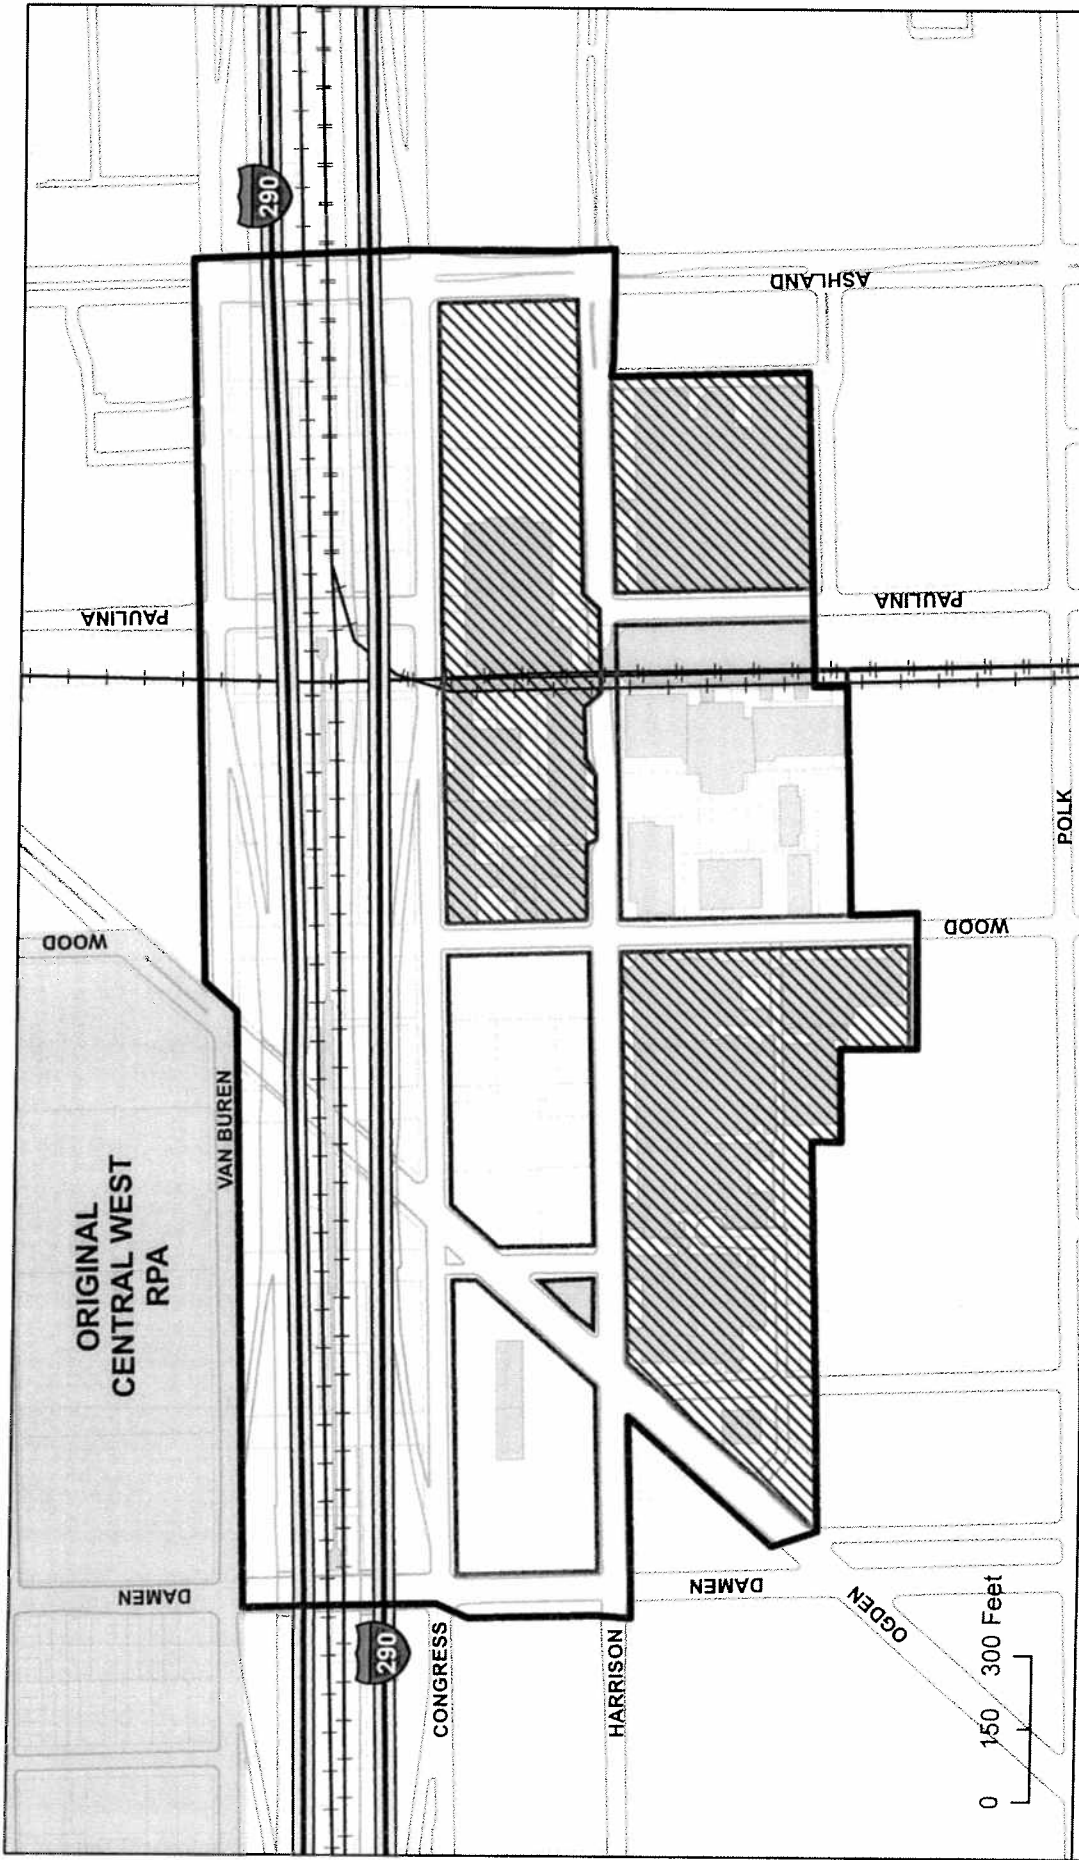 ORIGINAL
CENTRAL WEST
RPA
VAN BUREN
DAMEN
WOOD
PAULINA
290
290
CONGRESS
HARRISON
DAMEN
OGDEN
WOOD
PAULINA
ASHLAND
POLK
0 150 300 Feet